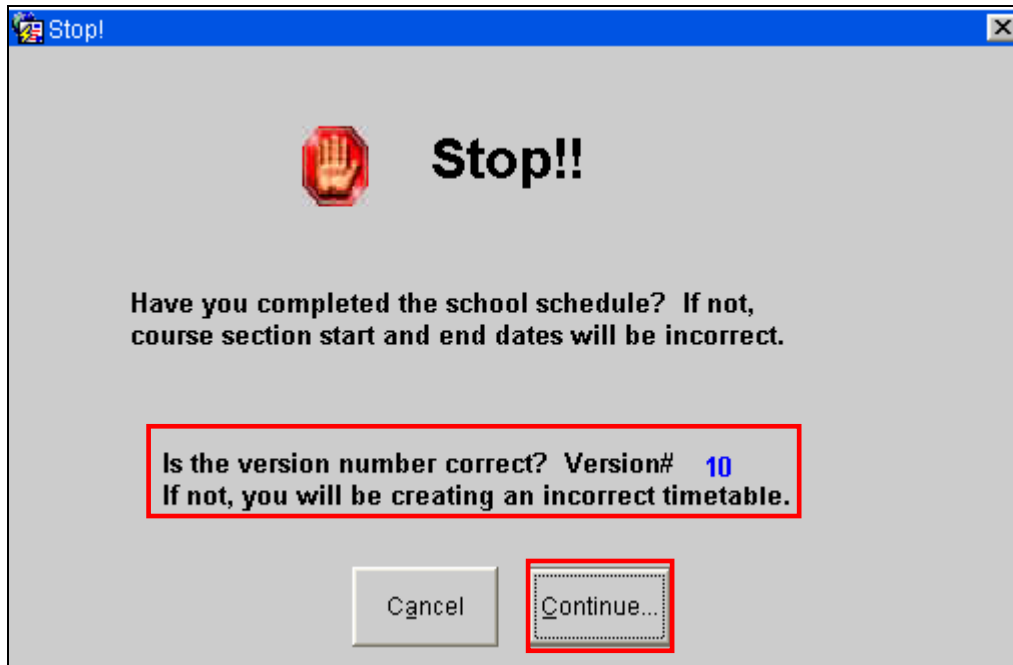 Stop!
Stop!!
Have you completed the school schedule?  If not,
course section start and end dates will be incorrect.
Is the version number correct?  Version#  10
If not, you will be creating an incorrect timetable.
Cancel
Continue...